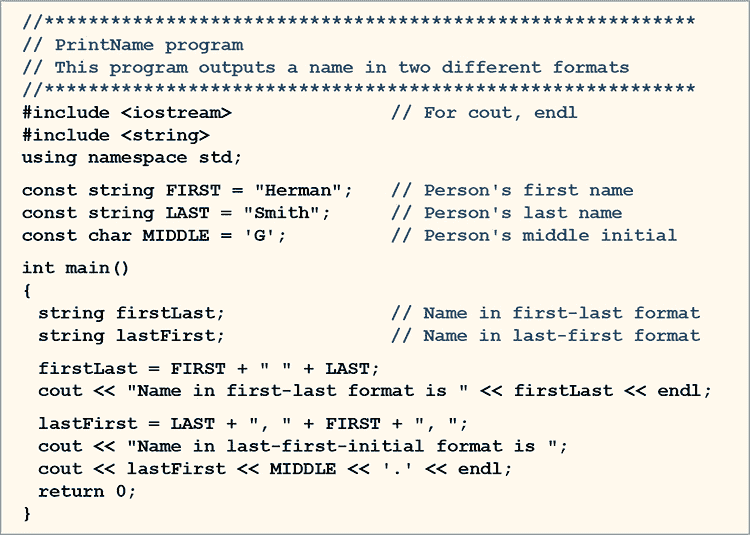 //***********************************************************
// PrintName program
// This program outputs a name in two different formats
//***********************************************************
#include <iostream> // For cout, endl
#include <string>
using namespace std;
const string FIRST = "Herman"; // Person's first name
const string LAST = "Smith"; // Person's last name
const char MIDDLE = 'G'; // Person's middle initial
int main()
{
string firstLast; // Name in first-last format
string lastFirst; // Name in last-first format
firstLast = FIRST + " " + LAST;
cout << "Name in first-last format is " << firstLast << endl;
lastFirst = LAST + ", " + FIRST + ", ";
cout << "Name in last-first-initial format is ";
cout << lastFirst << MIDDLE << '.' << endl;
return 0;
}